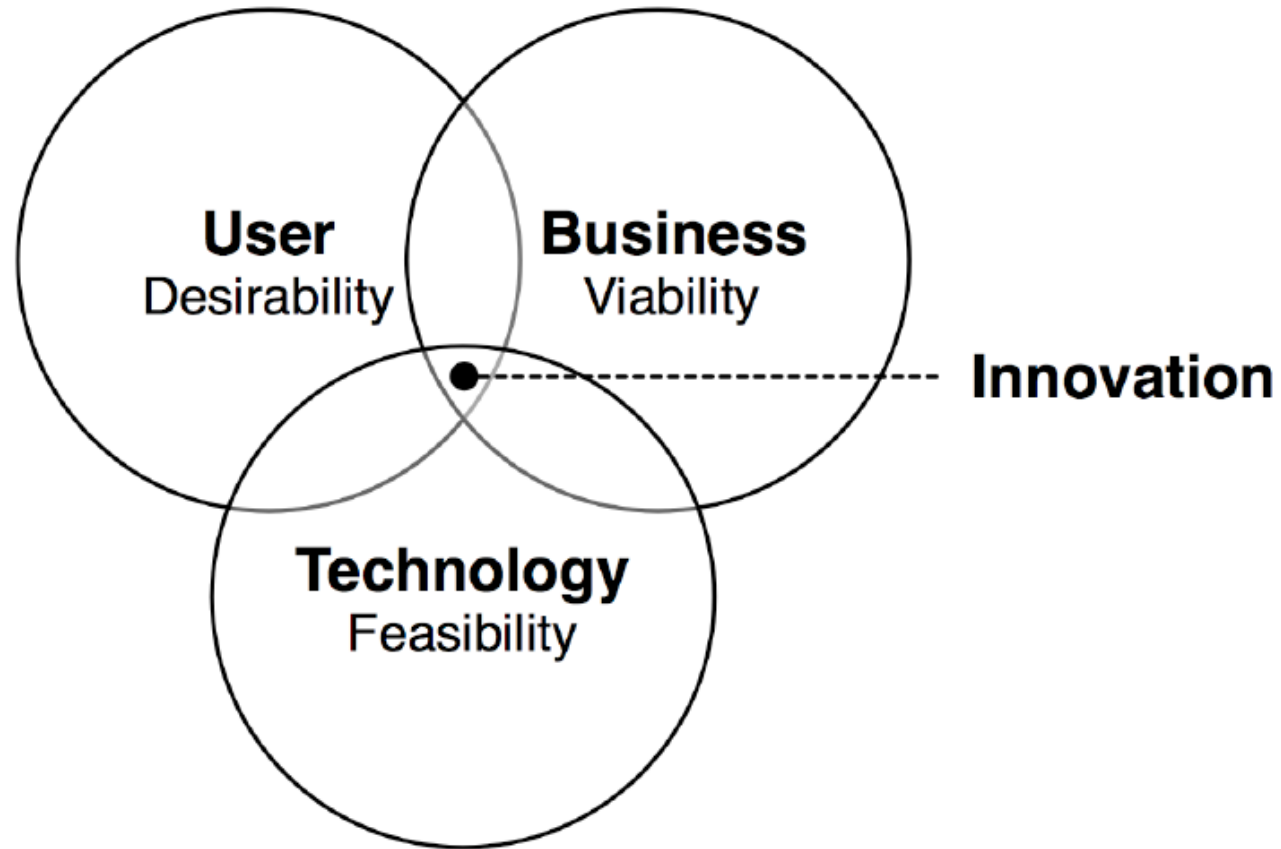 User
Desirability
Business
Viability
Innovation
Technology
Feasibility